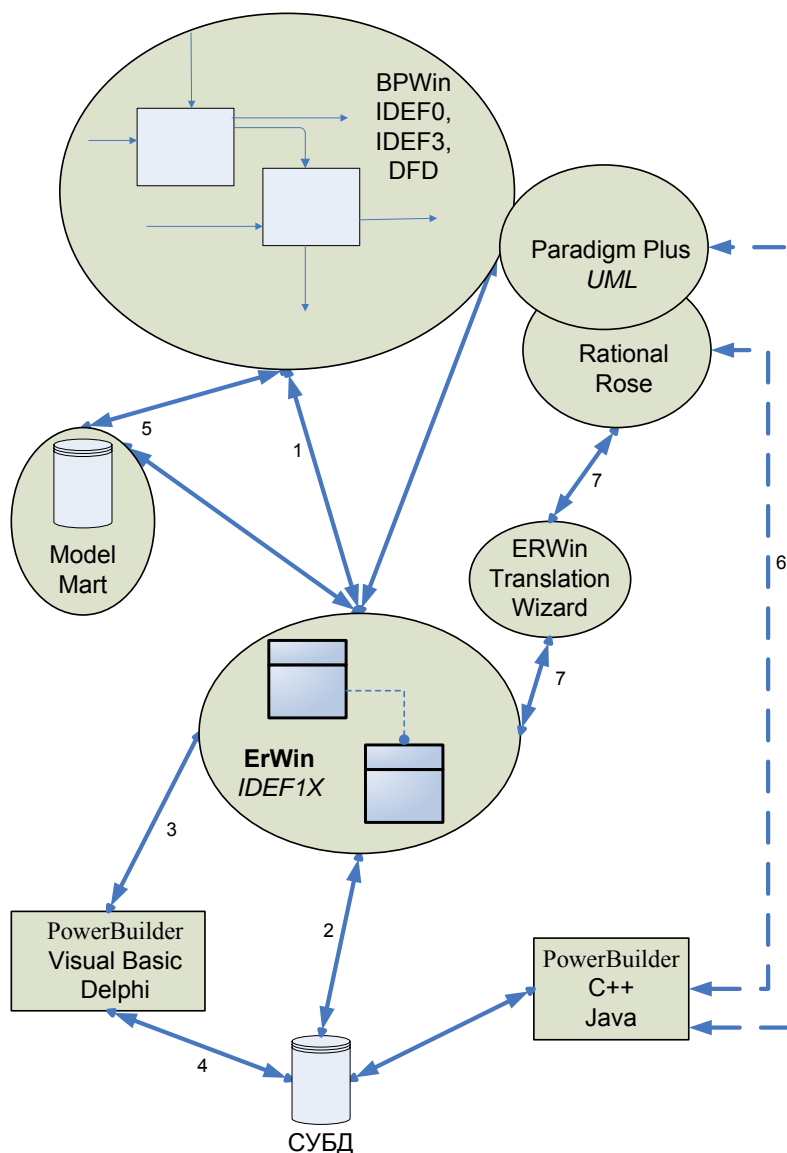 BPWin
IDEF0,
IDEF3,
DFD
Paradigm Plus
UML
Rational
Rose
5
1
7
Model
Mart
ERWin
Translation
Wizard
6
7
ErWin
IDEF1X
3
2
PowerBuilder
Visual Basic
Delphi
PowerBuilder
C++
Java
4
СУБД